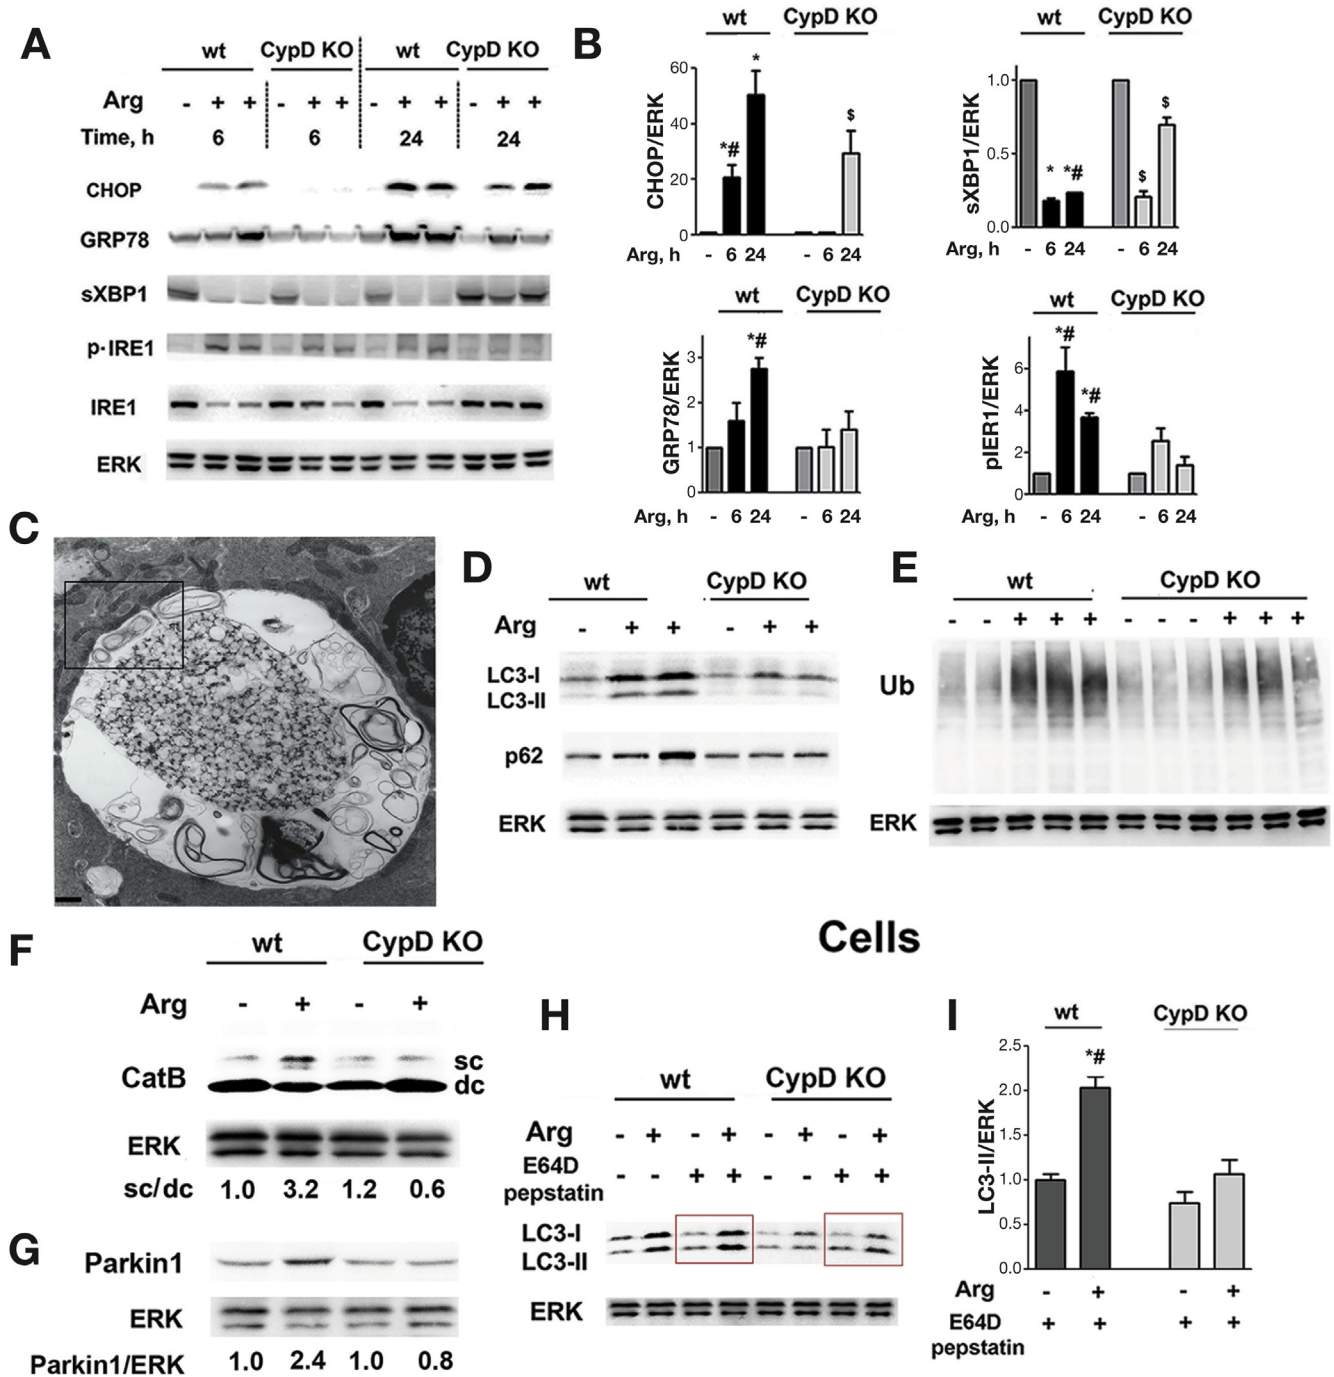 A
wt CypD KO wt CypD KO
Arg - + + - + + - + + - + +
Time, h 6 6 24 24
CHOP
GRP78
sXBP1
p-IRE1
IRE1
ERK
B
wt CypD KO
CHOP/ERK
60
40
20
0
*# * $
Arg, h - 6 24 - 6 24
wt CypD KO
sXBP1/ERK
1.0
0.5
0.0
* *# $ $
Arg, h - 6 24 - 6 24
wt CypD KO
GRP78/ERK
3
2
1
0
*#
Arg, h - 6 24 - 6 24
wt CypD KO
pIER1/ERK
6
4
2
0
*# *#
Arg, h - 6 24 - 6 24
C
D
wt CypD KO
Arg - + + - + +
LC3-I
LC3-II
p62
ERK
E
wt CypD KO
- - + + + - - - + + +
Ub
ERK
F
wt CypD KO
Arg - + - +
CatB sc
dc
ERK
sc/dc 1.0 3.2 1.2 0.6
G
Parkin1
ERK
Parkin1/ERK 1.0 2.4 1.0 0.8
Cells
H
wt CypD KO
Arg - + - + - + - +
E64D
pepstatin - - + + - - + +
LC3-I
LC3-II
ERK
I
wt CypD KO
LC3-II/ERK
2.5
2.0
1.5
1.0
0.5
0.0
*#
Arg - + - +
E64D + + + +
pepstatin